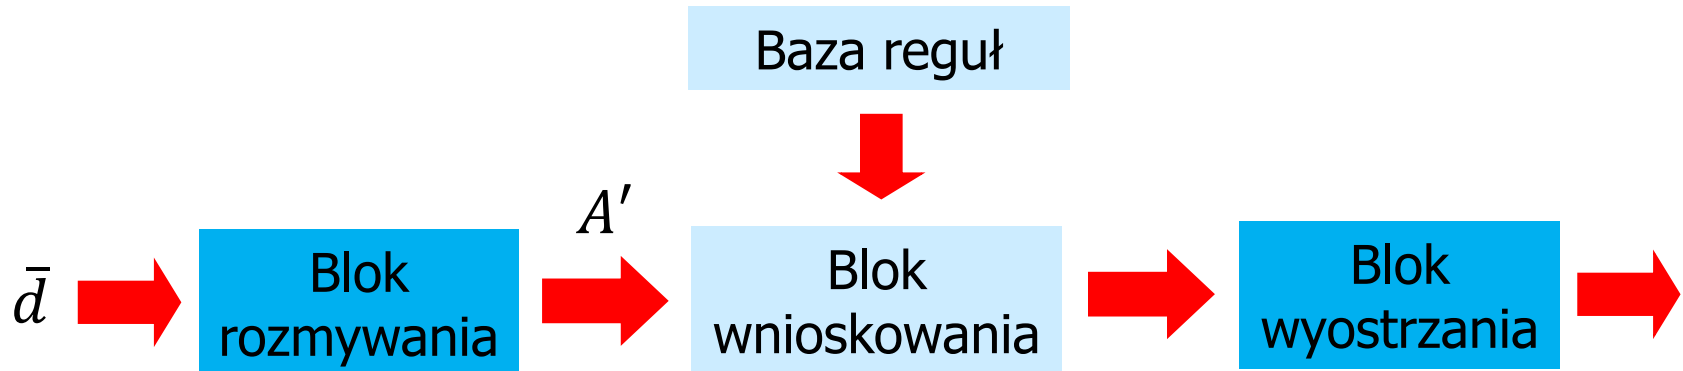 Baza reguł
d̄
Blok
rozmywania
A′
Blok
wnioskowania
Blok
wyostrzania